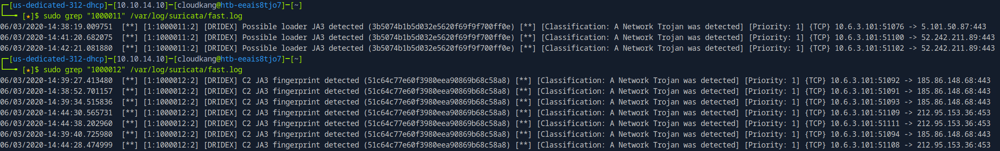 [us-dedicated-312-dhcp]─[10.10.14.10]─[cloudkang@htb-eeais8tjo7]─[~]
[★]$ sudo grep "1000011" /var/log/suricata/fast.log
06/03/2020-14:38:19.009751  [**] [1:1000011:2] [DRIDEX] Possible loader JA3 detected (3b5074b1b5d032e5620f69f9f700ff0e) [**] [Classification: A Network Trojan was detected] [Priority: 1] {TCP} 10.6.3.101:51076 -> 5.101.50.87:443
06/03/2020-14:41:20.682075  [**] [1:1000011:2] [DRIDEX] Possible loader JA3 detected (3b5074b1b5d032e5620f69f9f700ff0e) [**] [Classification: A Network Trojan was detected] [Priority: 1] {TCP} 10.6.3.101:51100 -> 52.242.211.89:443
06/03/2020-14:42:21.081880  [**] [1:1000011:2] [DRIDEX] Possible loader JA3 detected (3b5074b1b5d032e5620f69f9f700ff0e) [**] [Classification: A Network Trojan was detected] [Priority: 1] {TCP} 10.6.3.101:51102 -> 52.242.211.89:443
[us-dedicated-312-dhcp]─[10.10.14.10]─[cloudkang@htb-eeais8tjo7]─[~]
[★]$ sudo grep "1000012" /var/log/suricata/fast.log
06/03/2020-14:39:27.413480  [**] [1:1000012:2] [DRIDEX] C2 JA3 fingerprint detected (51c64c77e60f3980eea90869b68c58a8) [**] [Classification: A Network Trojan was detected] [Priority: 1] {TCP} 10.6.3.101:51092 -> 185.86.148.68:443
06/03/2020-14:38:52.701157  [**] [1:1000012:2] [DRIDEX] C2 JA3 fingerprint detected (51c64c77e60f3980eea90869b68c58a8) [**] [Classification: A Network Trojan was detected] [Priority: 1] {TCP} 10.6.3.101:51091 -> 185.86.148.68:443
06/03/2020-14:39:34.515836  [**] [1:1000012:2] [DRIDEX] C2 JA3 fingerprint detected (51c64c77e60f3980eea90869b68c58a8) [**] [Classification: A Network Trojan was detected] [Priority: 1] {TCP} 10.6.3.101:51093 -> 185.86.148.68:443
06/03/2020-14:44:30.565731  [**] [1:1000012:2] [DRIDEX] C2 JA3 fingerprint detected (51c64c77e60f3980eea90869b68c58a8) [**] [Classification: A Network Trojan was detected] [Priority: 1] {TCP} 10.6.3.101:51109 -> 212.95.153.36:453
06/03/2020-14:44:38.202960  [**] [1:1000012:2] [DRIDEX] C2 JA3 fingerprint detected (51c64c77e60f3980eea90869b68c58a8) [**] [Classification: A Network Trojan was detected] [Priority: 1] {TCP} 10.6.3.101:51111 -> 212.95.153.36:453
06/03/2020-14:39:40.725980  [**] [1:1000012:2] [DRIDEX] C2 JA3 fingerprint detected (51c64c77e60f3980eea90869b68c58a8) [**] [Classification: A Network Trojan was detected] [Priority: 1] {TCP} 10.6.3.101:51094 -> 185.86.148.68:443
06/03/2020-14:44:28.474999  [**] [1:1000012:2] [DRIDEX] C2 JA3 fingerprint detected (51c64c77e60f3980eea90869b68c58a8) [**] [Classification: A Network Trojan was detected] [Priority: 1] {TCP} 10.6.3.101:51108 -> 212.95.153.36:453